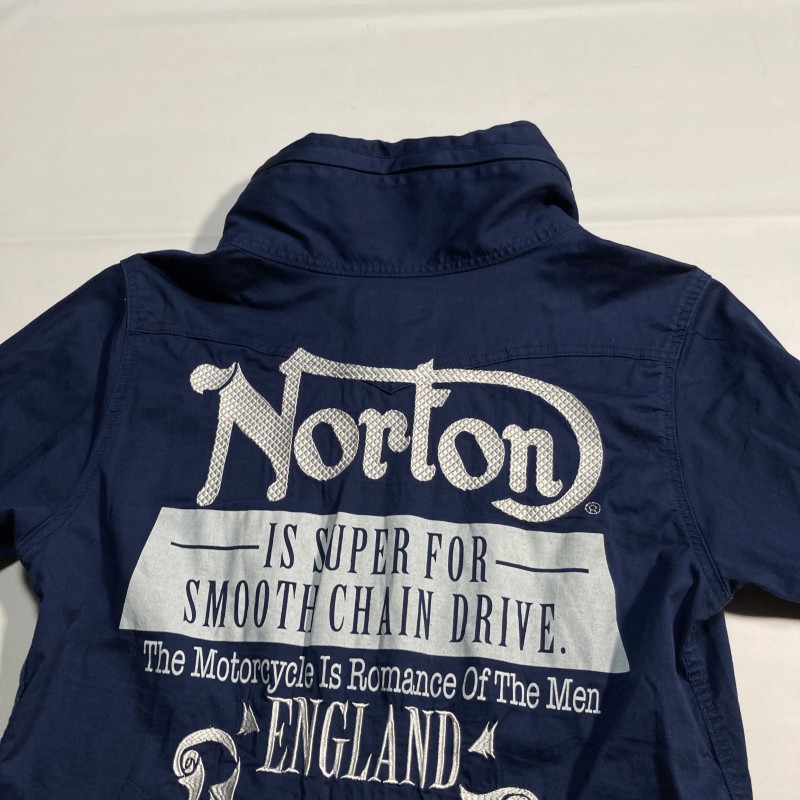 Norton®
IS SUPER FOR
SMOOTH CHAIN DRIVE.
The Motorcycle Is Romance Of The Men
ENGLAND